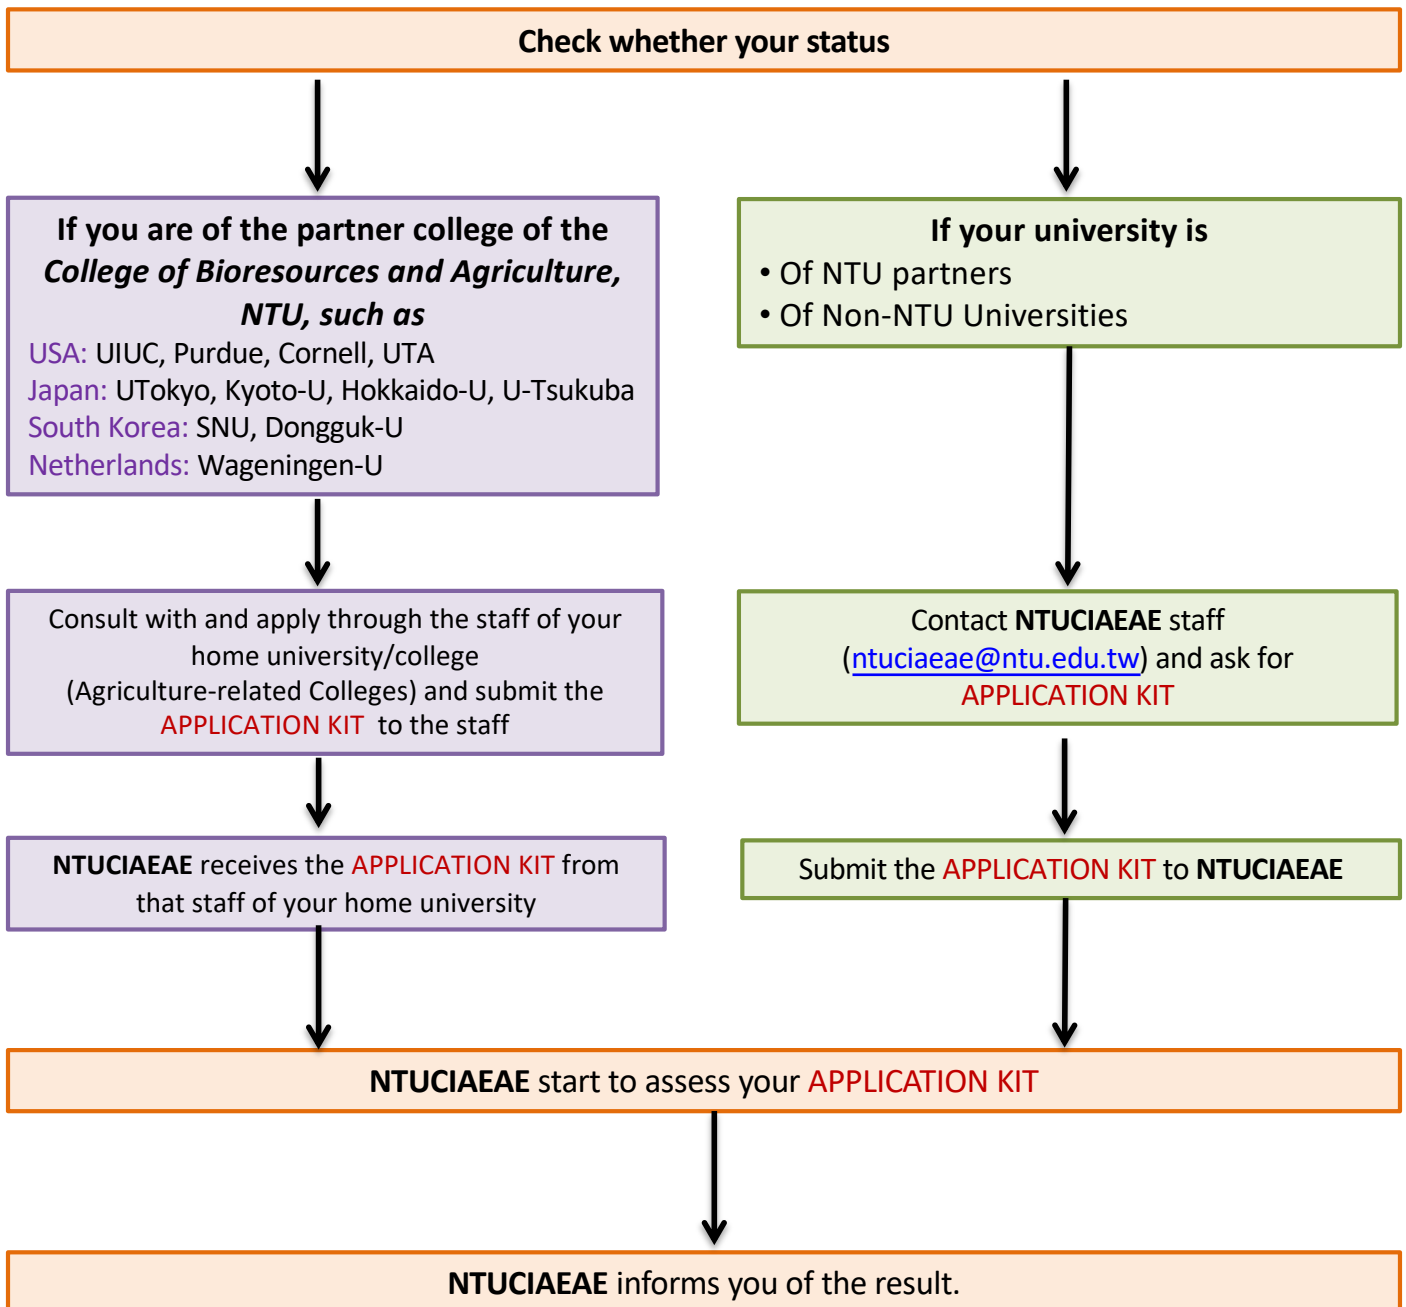 Check whether your status
If you are of the partner college of the
College of Bioresources and Agriculture,
NTU, such as
USA: UIUC, Purdue, Cornell, UTA
Japan: UTokyo, Kyoto-U, Hokkaido-U, U-Tsukuba
South Korea: SNU, Dongguk-U
Netherlands: Wageningen-U
If your university is
• Of NTU partners
• Of Non-NTU Universities
Consult with and apply through the staff of your
home university/college
(Agriculture-related Colleges) and submit the
APPLICATION KIT to the staff
Contact NTUCIAEAE staff
(ntuciaeae@ntu.edu.tw) and ask for
APPLICATION KIT
NTUCIAEAE receives the APPLICATION KIT from
that staff of your home university
Submit the APPLICATION KIT to NTUCIAEAE
NTUCIAEAE start to assess your APPLICATION KIT
NTUCIAEAE informs you of the result.